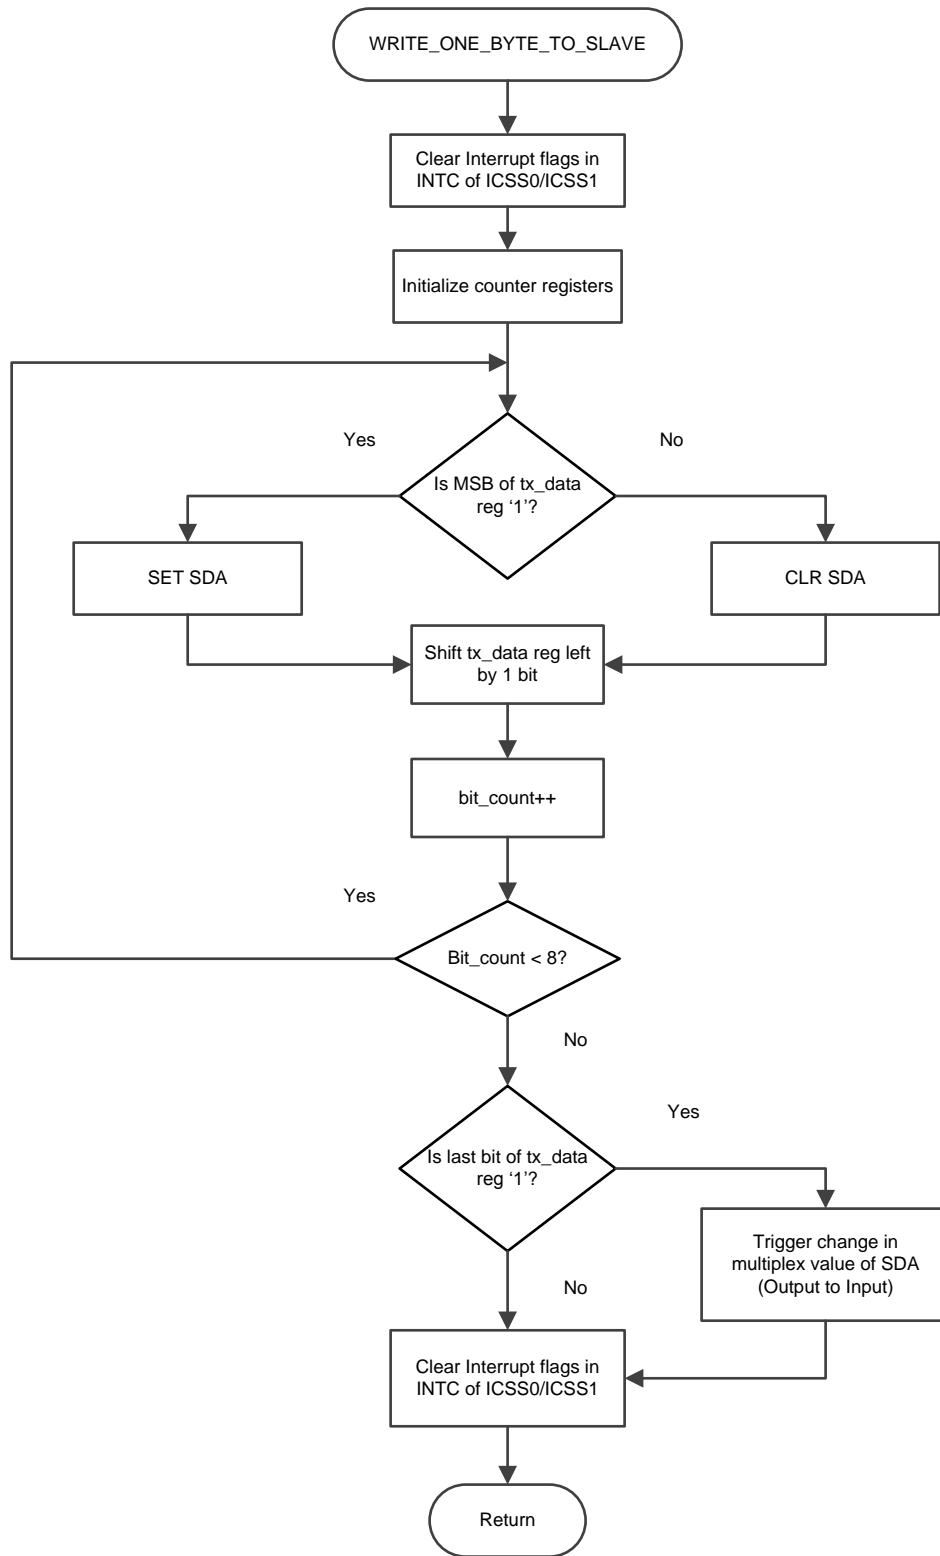 WRITE_ONE_BYTE_TO_SLAVE
Clear Interrupt flags in
INTC of ICSS0/ICSS1
Initialize counter registers
Yes
No
Is MSB of tx_data
reg ‘1’?
SET SDA
CLR SDA
Shift tx_data reg left
by 1 bit
bit_count++
Yes
Bit_count < 8?
No
Yes
Is last bit of tx_data
reg ‘1’?
Trigger change in
multiplex value of SDA
(Output to Input)
No
Clear Interrupt flags in
INTC of ICSS0/ICSS1
Return